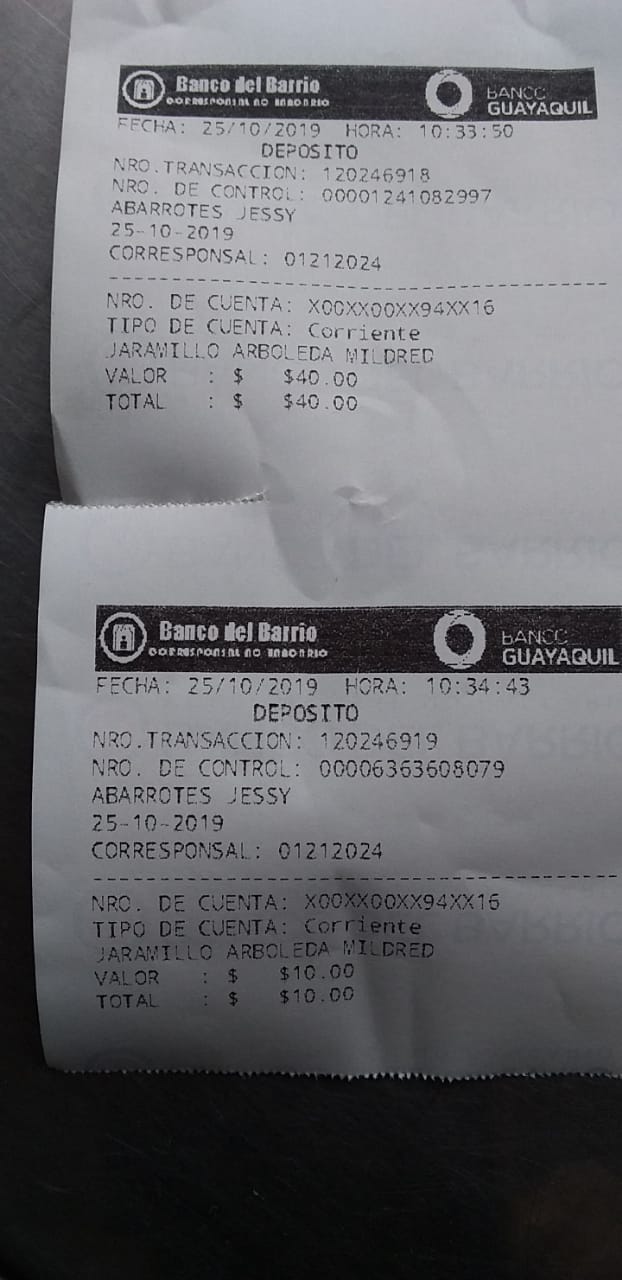 Banco del Barrio
CORRESPONSAL NO BANCARIO
BANCO
GUAYAQUIL
FECHA: 25/10/2019 HORA: 10:33:50
DEPOSITO
NRO.TRANSACCION: 120246918
NRO. DE CONTROL: 00001241082997
ABARROTES JESSY
25-10-2019
CORRESPONSAL: 01212024
NRO. DE CUENTA: X00XX00XX94XX16
TIPO DE CUENTA: Corriente
JARAMILLO ARBOLEDA MILDRED
VALOR : $ $40.00
TOTAL : $ $40.00
Banco del Barrio
CORRESPONSAL NO BANCARIO
BANCO
GUAYAQUIL
FECHA: 25/10/2019 HORA: 10:34:43
DEPOSITO
NRO.TRANSACCION: 120246919
NRO. DE CONTROL: 00006363608079
ABARROTES JESSY
25-10-2019
CORRESPONSAL: 01212024
NRO. DE CUENTA: X00XX00XX94XX16
TIPO DE CUENTA: Corriente
JARAMILLO ARBOLEDA MILDRED
VALOR : $ $10.00
TOTAL : $ $10.00